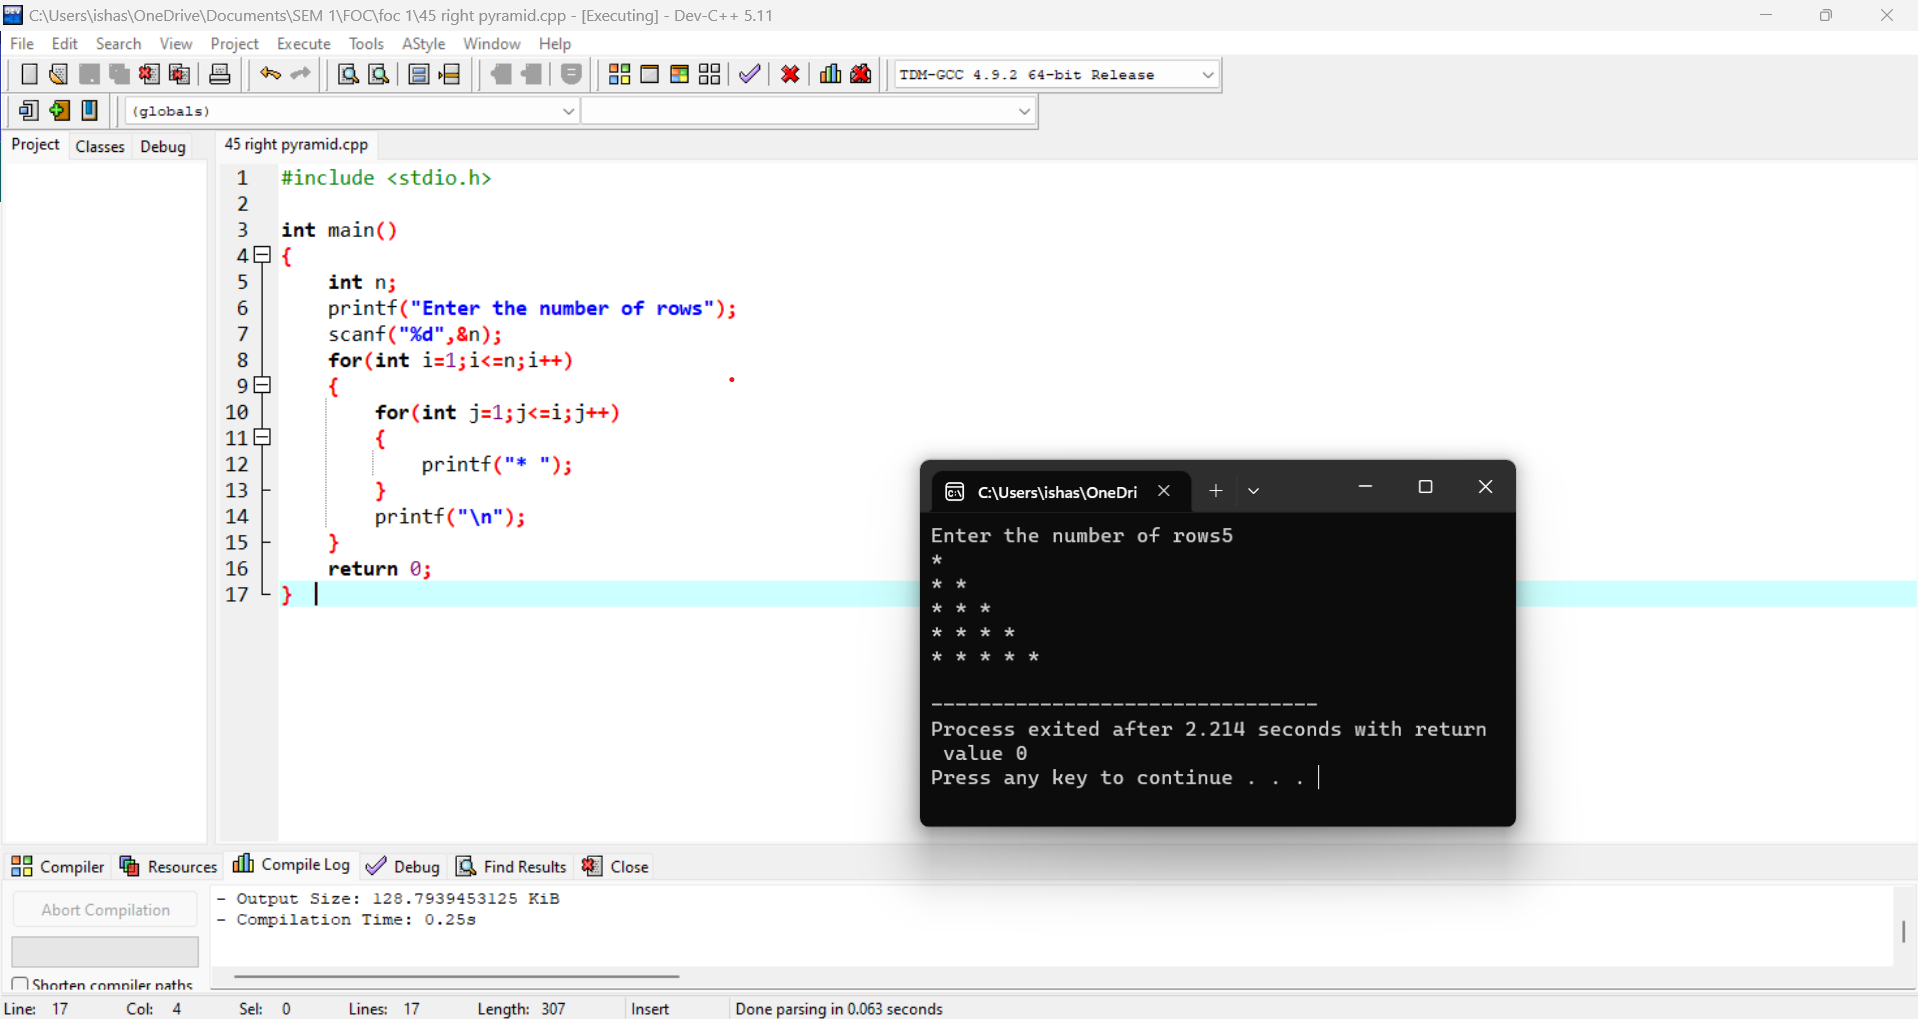 C:\Users\ishas\OneDrive\Documents\SEM 1\FOC\foc 1\45 right pyramid.cpp - [Executing] - Dev-C++ 5.11
File Edit Search View Project Execute Tools AStyle Window Help
TDM-GCC 4.9.2 64-bit Release
(globals)
Project Classes Debug
45 right pyramid.cpp
1 #include <stdio.h>
2
3 int main()
4 {
5     int n;
6     printf("Enter the number of rows");
7     scanf("%d",&n);
8     for(int i=1;i<=n;i++)
9     {
10         for(int j=1;j<=i;j++)
11         {
12             printf("* ");
13         }
14         printf("\n");
15     }
16     return 0;
17 }
C:\Users\ishas\OneDri
Enter the number of rows5
*
* *
* * *
* * * *
* * * * *
--------------------------------
Process exited after 2.214 seconds with return
 value 0
Press any key to continue . . .
Compiler Resources Compile Log Debug Find Results Close
Abort Compilation
Shorten compiler paths
- Output Size: 128.7939453125 KiB
- Compilation Time: 0.25s
Line: 17 Col: 4 Sel: 0 Lines: 17 Length: 307 Insert Done parsing in 0.063 seconds